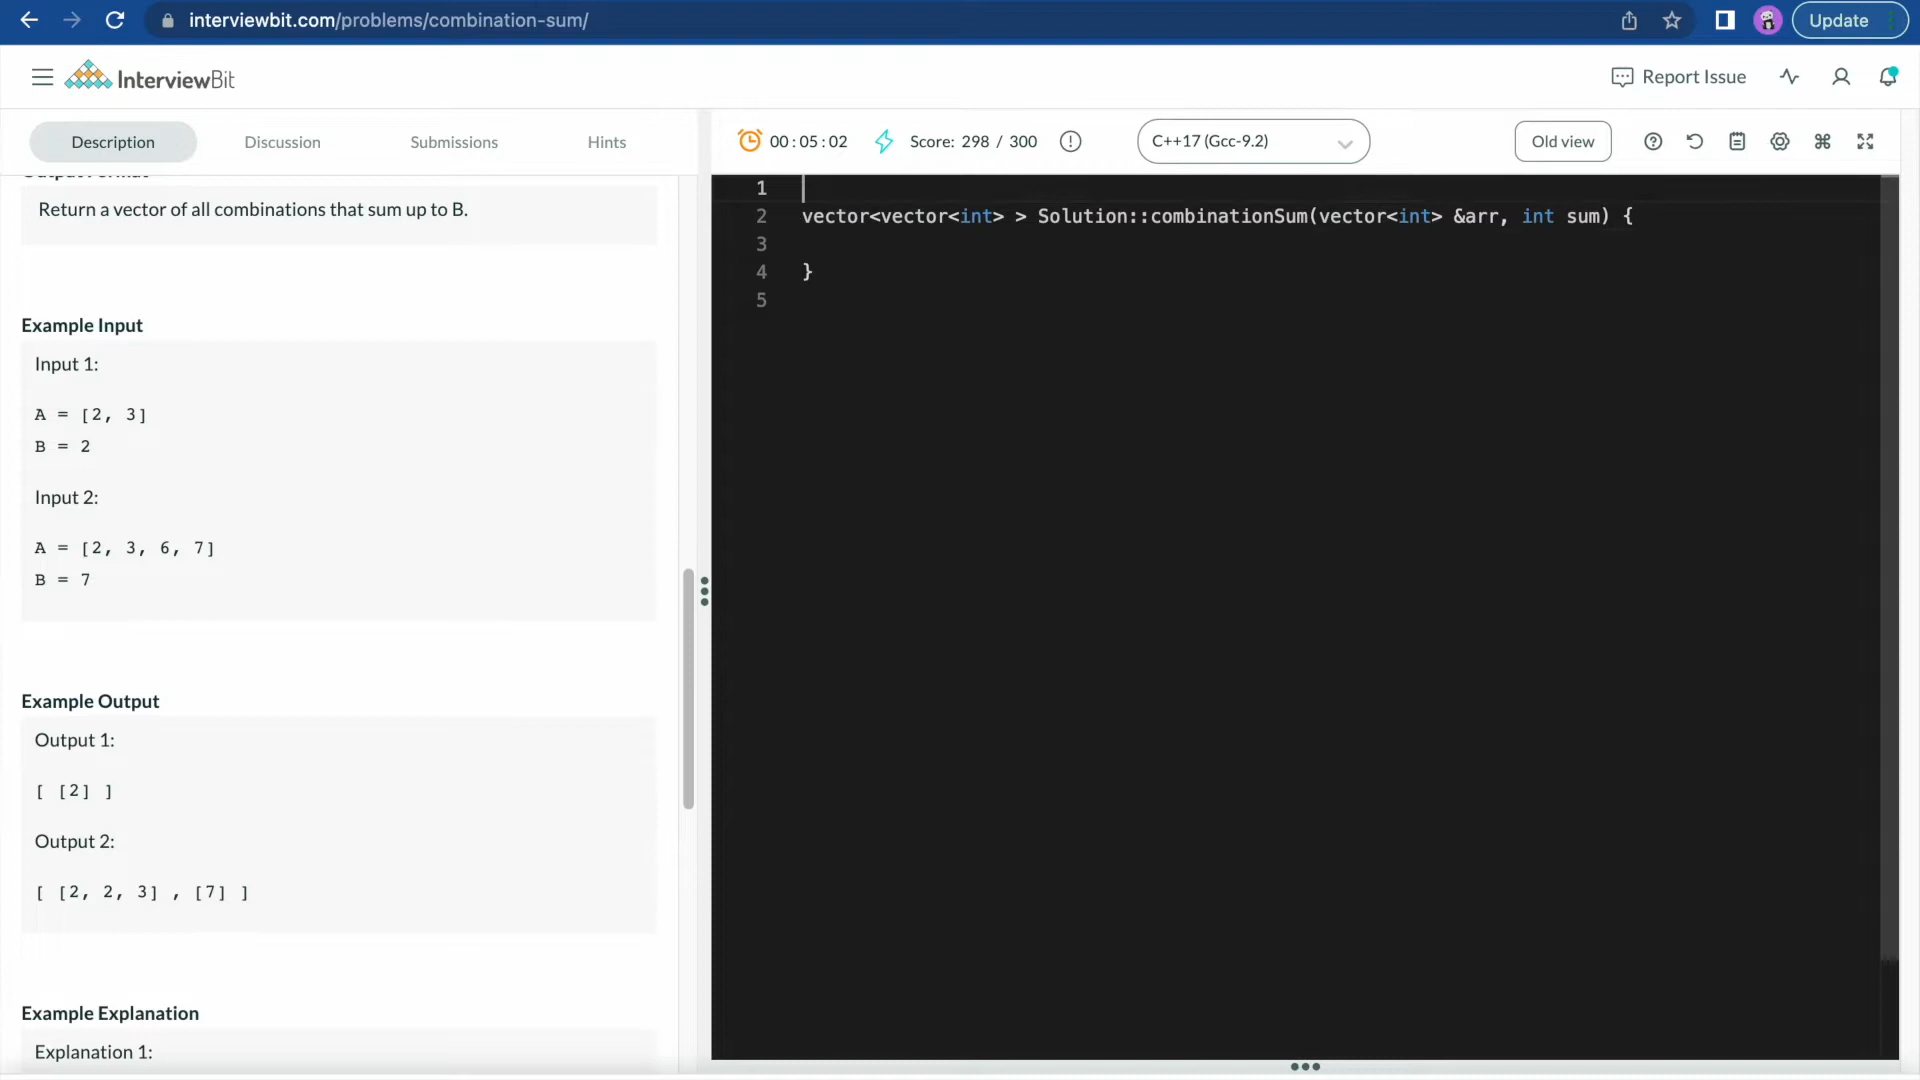 interviewbit.com/problems/combination-sum/
Update
InterviewBit
Report Issue
Description
Discussion
Submissions
Hints
00:05:02
Score: 298 / 300
C++17 (Gcc-9.2)
Old view
Output Format
Return a vector of all combinations that sum up to B.
Example Input
Input 1:
A = [2, 3]
B = 2
Input 2:
A = [2, 3, 6, 7]
B = 7
Example Output
Output 1:
[ [2] ]
Output 2:
[ [2, 2, 3] , [7] ]
Example Explanation
Explanation 1:
1
2 vector<vector<int> > Solution::combinationSum(vector<int> &arr, int sum) {
3
4 }
5